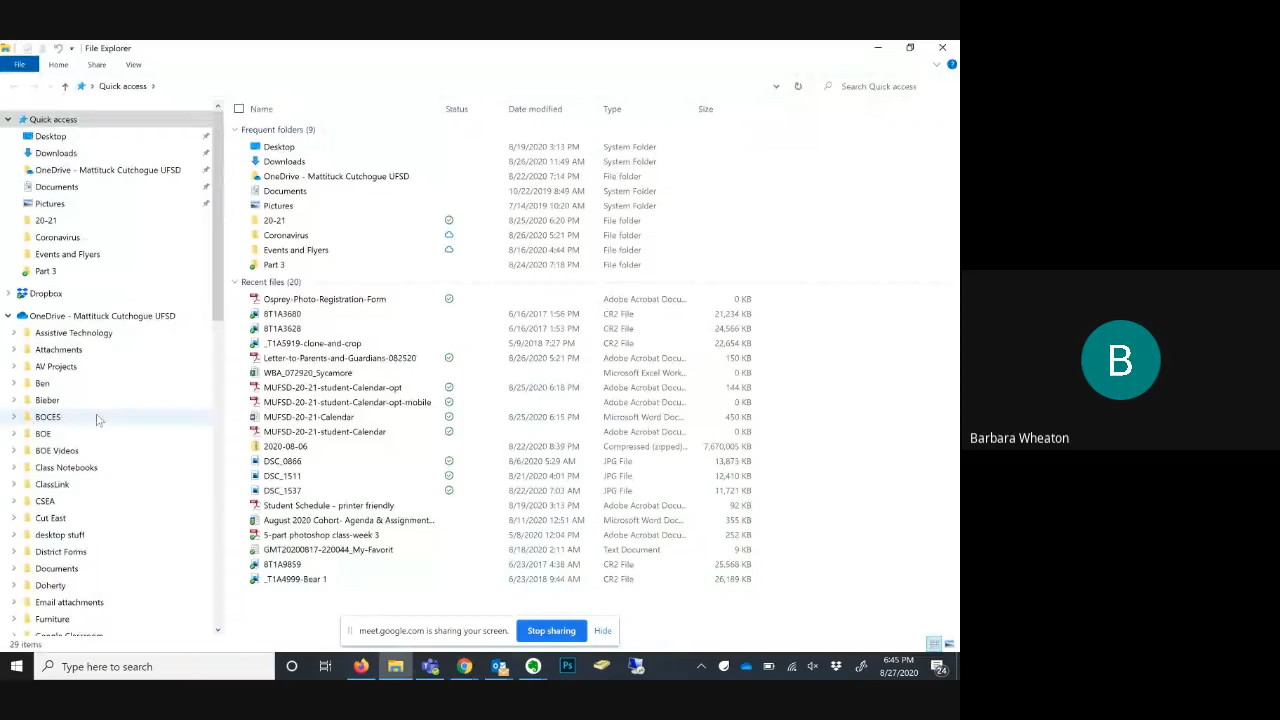 File Explorer
File Home Share View
Quick access Search Quick access
Quick access
Desktop
Downloads
OneDrive - Mattituck Cutchogue UFSD
Documents
Pictures
20-21
Coronavirus
Events and Flyers
Part 3
Dropbox
OneDrive - Mattituck Cutchogue UFSD
Assistive Technology
Attachments
AV Projects
Ben
Bieber
BOCES
BOE
BOE Videos
Class Notebooks
ClassLink
CSEA
Cut East
desktop stuff
District Forms
Documents
Doherty
Email attachments
Furniture
Google Classroom
29 items
Name Status Date modified Type Size
Frequent folders (9)
Desktop 8/19/2020 3:13 PM System Folder
Downloads 8/26/2020 11:49 AM System Folder
OneDrive - Mattituck Cutchogue UFSD 8/22/2020 7:14 PM File folder
Documents 10/22/2019 8:49 AM System Folder
Pictures 7/14/2019 10:20 AM System Folder
20-21 8/25/2020 6:20 PM File folder
Coronavirus 8/26/2020 5:21 PM File folder
Events and Flyers 8/16/2020 4:44 PM File folder
Part 3 8/24/2020 7:18 PM File folder
Recent files (20)
Osprey-Photo-Registration-Form Adobe Acrobat Docu... 0 KB
8T1A3680 6/16/2017 1:56 PM CR2 File 21,234 KB
8T1A3628 6/16/2017 1:53 PM CR2 File 24,566 KB
_T1A5919-clone-and-crop 5/9/2018 7:27 PM CR2 File 22,654 KB
Letter-to-Parents-and-Guardians-082520 8/26/2020 5:21 PM Adobe Acrobat Docu... 150 KB
WBA_072920_Sycamore Microsoft Excel Work... 0 KB
MUFSD-20-21-student-Calendar-opt 8/25/2020 6:18 PM Adobe Acrobat Docu... 144 KB
MUFSD-20-21-student-Calendar-opt-mobile Adobe Acrobat Docu... 0 KB
MUFSD-20-21-Calendar 8/25/2020 6:15 PM Microsoft Word Doc... 450 KB
MUFSD-20-21-student-Calendar Adobe Acrobat Docu... 0 KB
2020-08-06 8/22/2020 8:39 PM Compressed (zipped)... 7,670,005 KB
DSC_0866 8/6/2020 5:29 AM JPG File 13,873 KB
DSC_1511 8/21/2020 4:01 PM JPG File 12,410 KB
DSC_1537 8/22/2020 7:03 AM JPG File 11,721 KB
Student Schedule - printer friendly 8/19/2020 3:13 PM Adobe Acrobat Docu... 92 KB
August 2020 Cohort- Agenda & Assignment... 8/11/2020 12:51 AM Microsoft Word Doc... 355 KB
5-part photoshop class-week 3 5/8/2020 12:04 PM Adobe Acrobat Docu... 252 KB
GMT20200817-220044_My-Favorit 8/18/2020 2:11 AM Text Document 9 KB
8T1A9859 6/23/2017 4:38 AM CR2 File 25,568 KB
_T1A4999-Bear 1 6/23/2018 9:44 AM CR2 File 26,189 KB
meet.google.com is sharing your screen. Stop sharing Hide
Type here to search
Ps
6:45 PM
8/27/2020
24
B
Barbara Wheaton